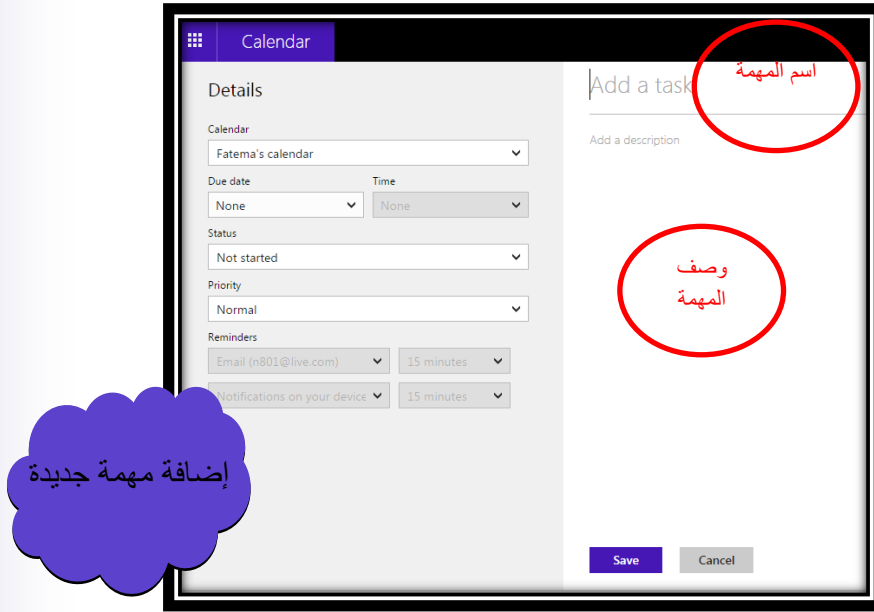 Calendar
Details
Calendar
Fatema's calendar
Due date
Time
None
None
Status
Not started
Priority
Normal
Reminders
Email (n801@live.com)
15 minutes
Notifications on your device
15 minutes
Add a task
اسم المهمة
Add a description
وصف
المهمة
Save
Cancel
إضافة مهمة جديدة